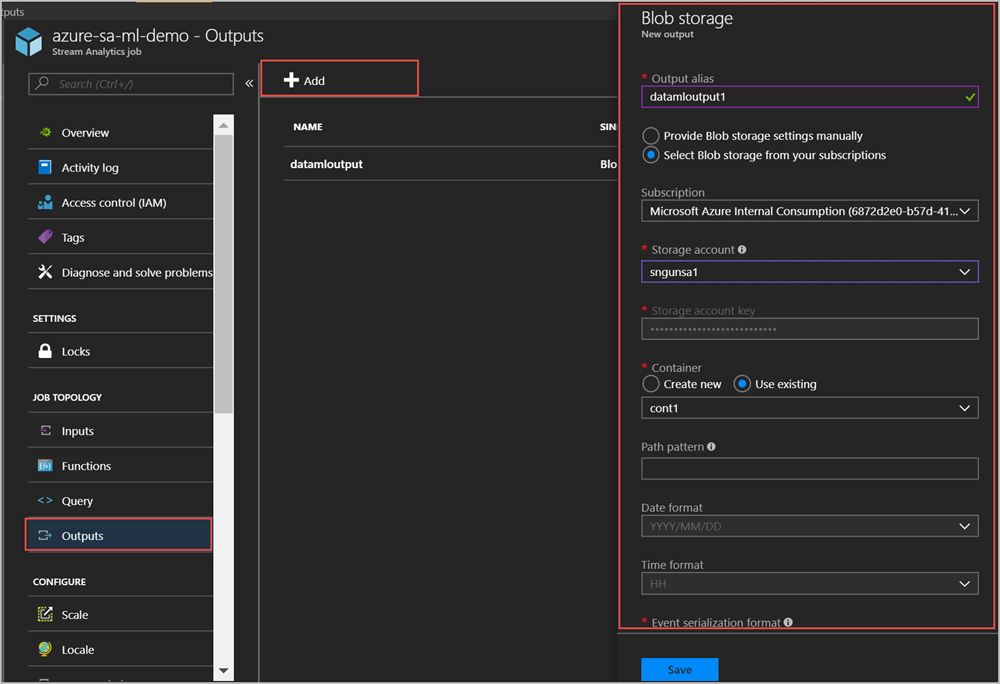 tputs
azure-sa-ml-demo - Outputs
Stream Analytics job
Search (Ctrl+/)
«
Overview
Activity log
Access control (IAM)
Tags
Diagnose and solve problems
SETTINGS
Locks
JOB TOPOLOGY
Inputs
Functions
Query
Outputs
CONFIGURE
Scale
Locale
Add
NAME SIN
datamloutput Blo
Blob storage
New output
* Output alias
datamloutput1
Provide Blob storage settings manually
Select Blob storage from your subscriptions
Subscription
Microsoft Azure Internal Consumption (6872d2e0-b57d-41...
* Storage account
sngunsa1
* Storage account key
* Container
Create new Use existing
cont1
Path pattern
Date format
YYYY/MM/DD
Time format
HH
* Event serialization format
Save